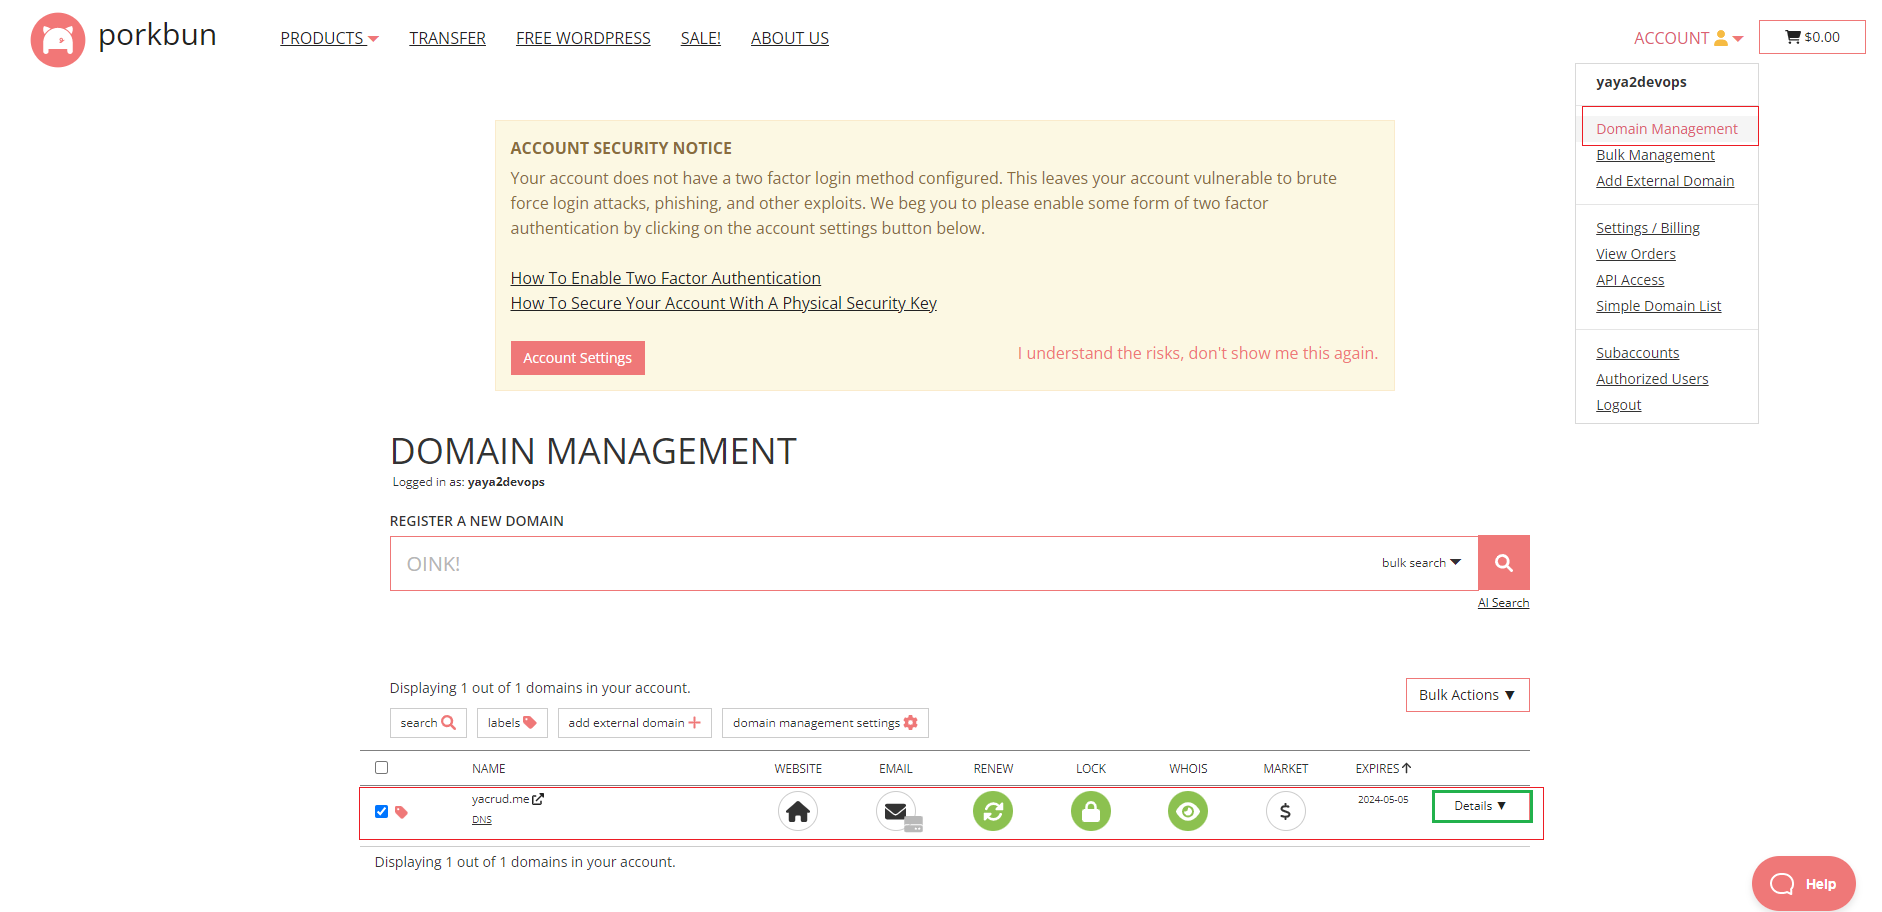 porkbun
PRODUCTS TRANSFER FREE WORDPRESS SALE! ABOUT US
ACCOUNT $0.00
yaya2devops
Domain Management
Bulk Management
Add External Domain
Settings / Billing
View Orders
API Access
Simple Domain List
Subaccounts
Authorized Users
Logout
ACCOUNT SECURITY NOTICE
Your account does not have a two factor login method configured. This leaves your account vulnerable to brute
force login attacks, phishing, and other exploits. We beg you to please enable some form of two factor
authentication by clicking on the account settings button below.
How To Enable Two Factor Authentication
How To Secure Your Account With A Physical Security Key
Account Settings I understand the risks, don't show me this again.
DOMAIN MANAGEMENT
Logged in as: yaya2devops
REGISTER A NEW DOMAIN
OINK! bulk search ▼
AI Search
Displaying 1 out of 1 domains in your account.
Bulk Actions ▼
search labels add external domain + domain management settings
NAME WEBSITE EMAIL RENEW LOCK WHOIS MARKET EXPIRES↑
yacrud.me $ 2024-05-05 Details ▼
DNS
Displaying 1 out of 1 domains in your account.
Help